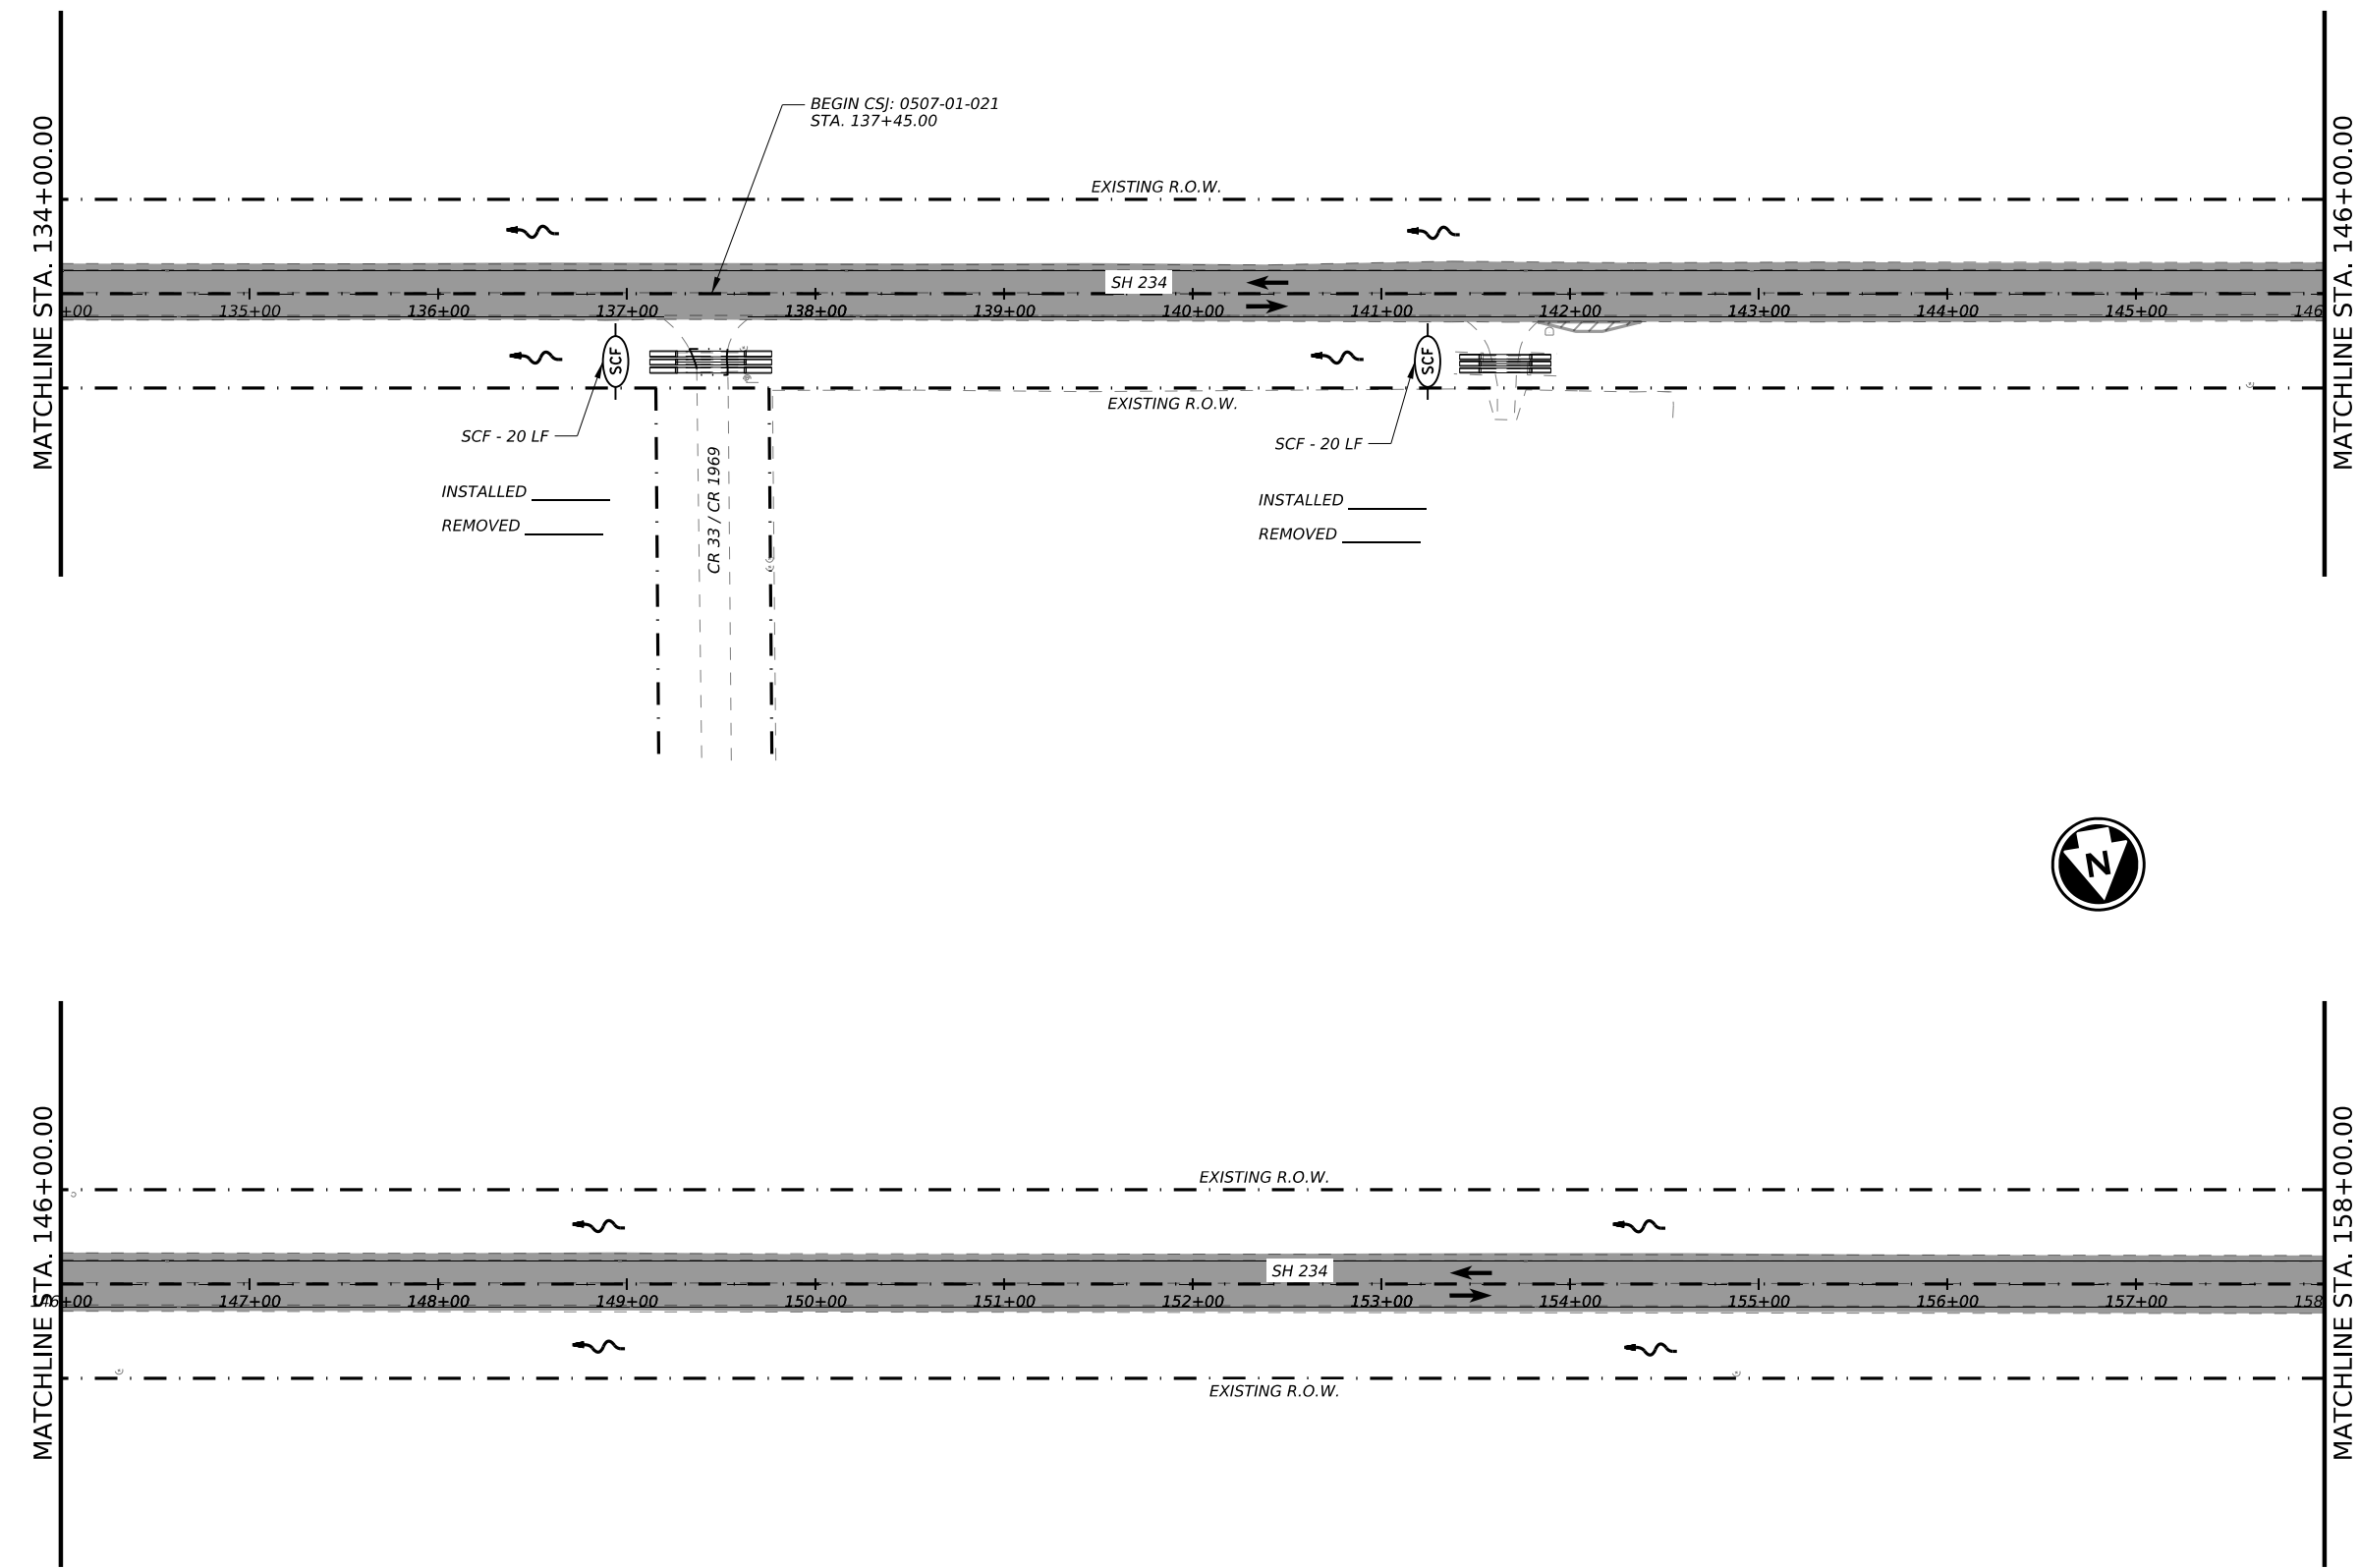 MATCHLINE STA. 134+00.00
BEGIN CSJ: 0507-01-021
STA. 137+45.00
EXISTING R.O.W.
SH 234
+00
135+00
136+00
137+00
138+00
139+00
140+00
141+00
142+00
143+00
144+00
145+00
146
SCF
SCF
EXISTING R.O.W.
SCF - 20 LF
SCF - 20 LF
INSTALLED
REMOVED
CR 33 / CR 1969
INSTALLED
REMOVED
MATCHLINE STA. 146+00.00
N
MATCHLINE STA. 146+00.00
EXISTING R.O.W.
SH 234
146+00
147+00
148+00
149+00
150+00
151+00
152+00
153+00
154+00
155+00
156+00
157+00
158
EXISTING R.O.W.
MATCHLINE STA. 158+00.00